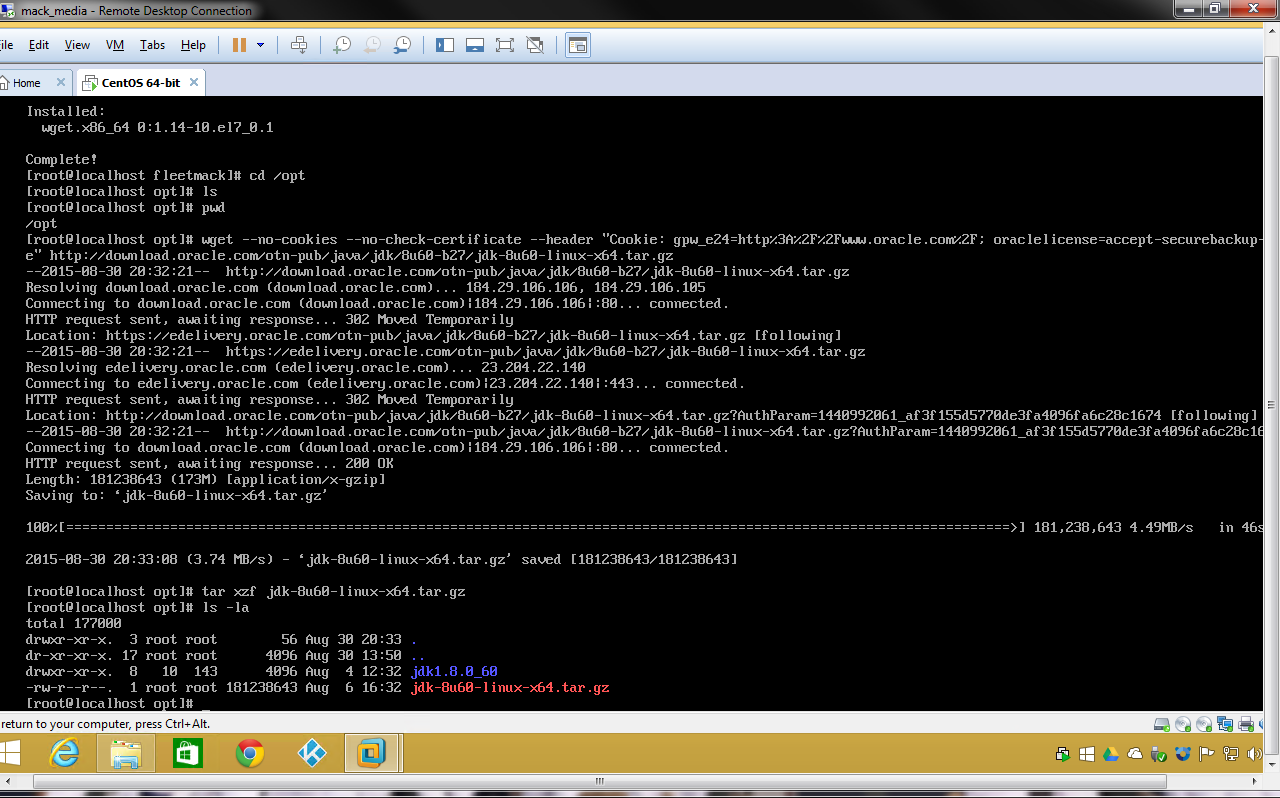 mack_media - Remote Desktop Connection
ile Edit View VM Tabs Help
Home CentOS 64-bit
Installed:
wget.x86_64 0:1.14-10.el7_0.1
Complete!
[root@localhost fleetmack]# cd /opt
[root@localhost opt]# ls
[root@localhost opt]# pwd
/opt
[root@localhost opt]# wget --no-cookies --no-check-certificate --header "Cookie: gpw_e24=http%3A%2F%2Fwww.oracle.com%2F; oraclelicense=accept-securebackup-
e" http://download.oracle.com/otn-pub/java/jdk/8u60-b27/jdk-8u60-linux-x64.tar.gz
--2015-08-30 20:32:21--  http://download.oracle.com/otn-pub/java/jdk/8u60-b27/jdk-8u60-linux-x64.tar.gz
Resolving download.oracle.com (download.oracle.com)... 184.29.106.106, 184.29.106.105
Connecting to download.oracle.com (download.oracle.com)|184.29.106.106|:80... connected.
HTTP request sent, awaiting response... 302 Moved Temporarily
Location: https://edelivery.oracle.com/otn-pub/java/jdk/8u60-b27/jdk-8u60-linux-x64.tar.gz [following]
--2015-08-30 20:32:21--  https://edelivery.oracle.com/otn-pub/java/jdk/8u60-b27/jdk-8u60-linux-x64.tar.gz
Resolving edelivery.oracle.com (edelivery.oracle.com)... 23.204.22.140
Connecting to edelivery.oracle.com (edelivery.oracle.com)|23.204.22.140|:443... connected.
HTTP request sent, awaiting response... 302 Moved Temporarily
Location: http://download.oracle.com/otn-pub/java/jdk/8u60-b27/jdk-8u60-linux-x64.tar.gz?AuthParam=1440992061_af3f155d5770de3fa4096fa6c28c1674 [following]
--2015-08-30 20:32:21--  http://download.oracle.com/otn-pub/java/jdk/8u60-b27/jdk-8u60-linux-x64.tar.gz?AuthParam=1440992061_af3f155d5770de3fa4096fa6c28c16
Connecting to download.oracle.com (download.oracle.com)|184.29.106.106|:80... connected.
HTTP request sent, awaiting response... 200 OK
Length: 181238643 (173M) [application/x-gzip]
Saving to: ‘jdk-8u60-linux-x64.tar.gz’
100%[======================================================================================================================>] 181,238,643 4.49MB/s   in 46s
2015-08-30 20:33:08 (3.74 MB/s) - ‘jdk-8u60-linux-x64.tar.gz’ saved [181238643/181238643]
[root@localhost opt]# tar xzf jdk-8u60-linux-x64.tar.gz
[root@localhost opt]# ls -la
total 177000
drwxr-xr-x.  3 root root        56 Aug 30 20:33 .
dr-xr-xr-x. 17 root root      4096 Aug 30 13:50 ..
drwxr-xr-x.  8   10  143      4096 Aug  4 12:32 jdk1.8.0_60
-rw-r--r--.  1 root root 181238643 Aug  6 16:32 jdk-8u60-linux-x64.tar.gz
[root@localhost opt]# _
return to your computer, press Ctrl+Alt.